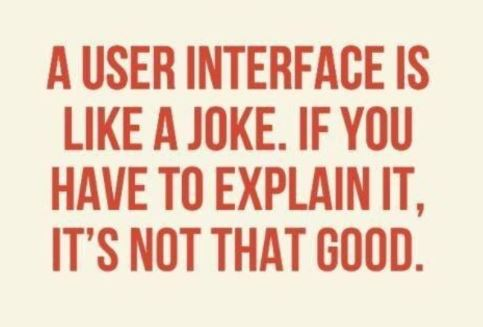 A USER INTERFACE IS
LIKE A JOKE. IF YOU
HAVE TO EXPLAIN IT,
IT’S NOT THAT GOOD.